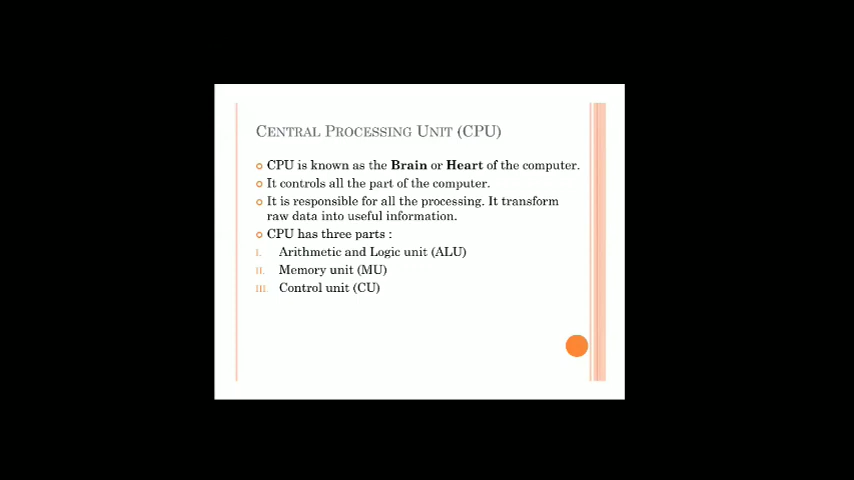 CENTRAL PROCESSING UNIT (CPU)
CPU is known as the Brain or Heart of the computer.
It controls all the part of the computer.
It is responsible for all the processing. It transform
raw data into useful information.
CPU has three parts :
I. Arithmetic and Logic unit (ALU)
II. Memory unit (MU)
III. Control unit (CU)